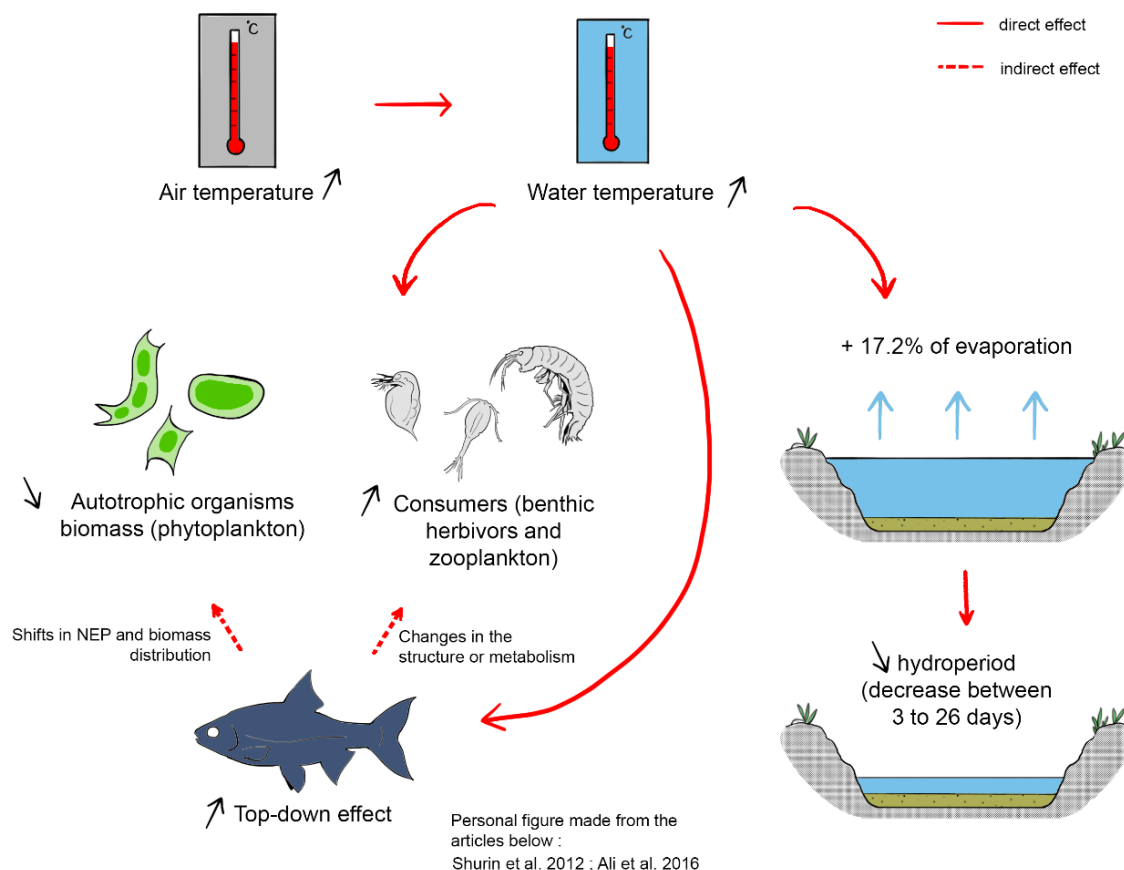 °C
°C
direct effect
indirect effect
Air temperature
Water temperature
+ 17.2% of evaporation
Autotrophic organisms
biomass (phytoplankton)
Consumers (benthic
herbivors and
zooplankton)
Shifts in NEP and biomass
distribution
Changes in the
structure or metabolism
hydroperiod
(decrease between
3 to 26 days)
Top-down effect
Personal figure made from the
articles below :
Shurin et al. 2012 ; Ali et al. 2016